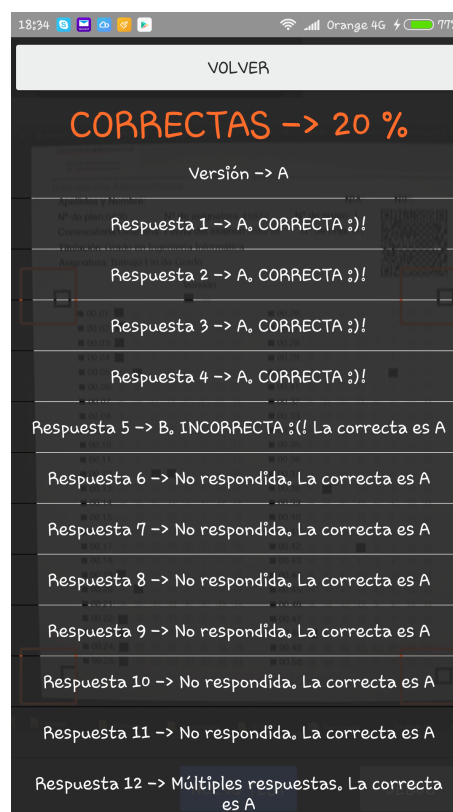 18:34
Orange 4G
77%
VOLVER
CORRECTAS -> 20 %
Versión -> A
Respuesta 1 -> A. CORRECTA :)!
Respuesta 2 -> A. CORRECTA :)!
Respuesta 3 -> A. CORRECTA :)!
Respuesta 4 -> A. CORRECTA :)!
Respuesta 5 -> B. INCORRECTA :(! La correcta es A
Respuesta 6 -> No respondida. La correcta es A
Respuesta 7 -> No respondida. La correcta es A
Respuesta 8 -> No respondida. La correcta es A
Respuesta 9 -> No respondida. La correcta es A
Respuesta 10 -> No respondida. La correcta es A
Respuesta 11 -> No respondida. La correcta es A
Respuesta 12 -> Múltiples respuestas. La correcta
es A